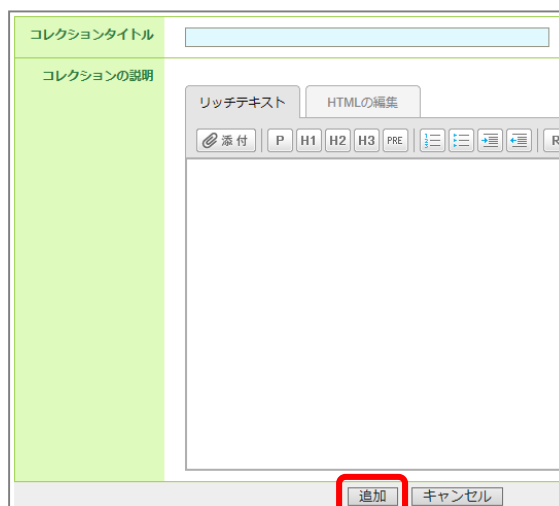 コレクションタイトル
コレクションの説明
リッチテキスト HTMLの編集
添付 P H1 H2 H3 PRE R
追加 キャンセル